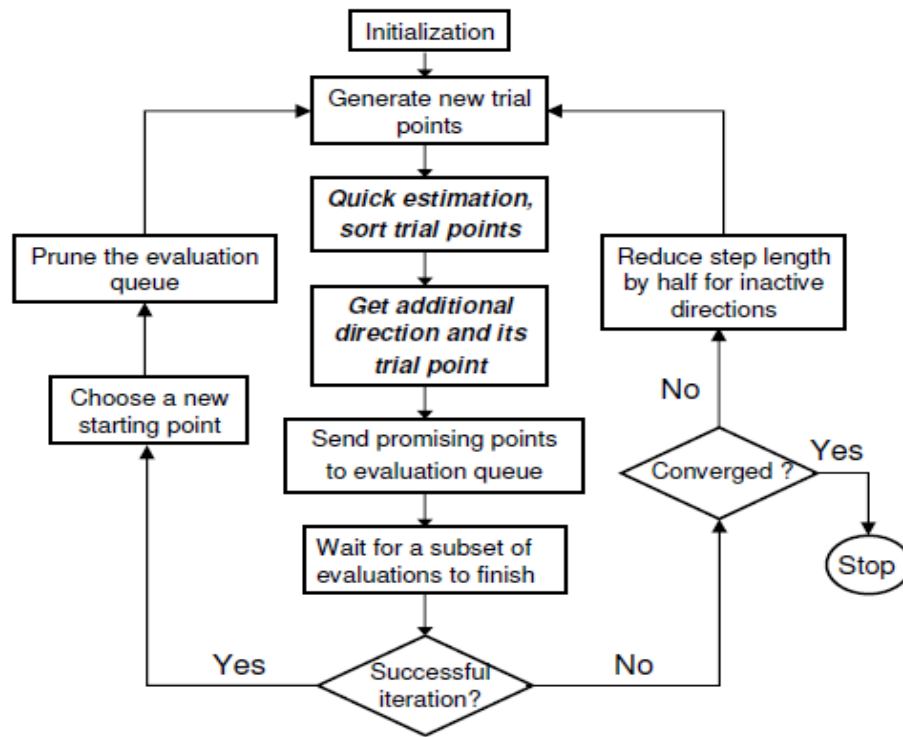 Initialization
Generate new trial
points
Quick estimation,
sort trial points
Prune the evaluation
queue
Reduce step length
by half for inactive
directions
Get additional
direction and its
trial point
Choose a new
starting point
No
Send promising points
to evaluation queue
Converged ?
Yes
Wait for a subset of
evaluations to finish
Stop
Yes
Successful
iteration?
No